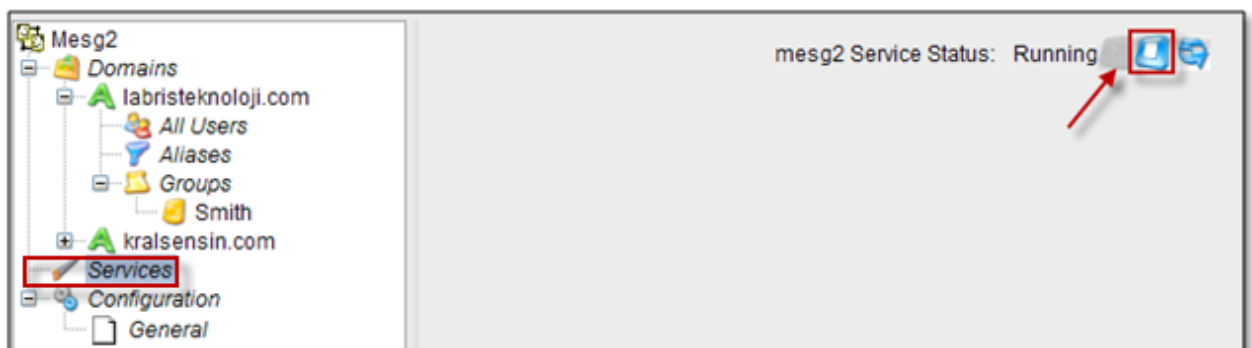 Mesg2
mesg2 Service Status: Running
Domains
labristeknoloji.com
All Users
Aliases
Groups
Smith
kralsensin.com
Services
Configuration
General